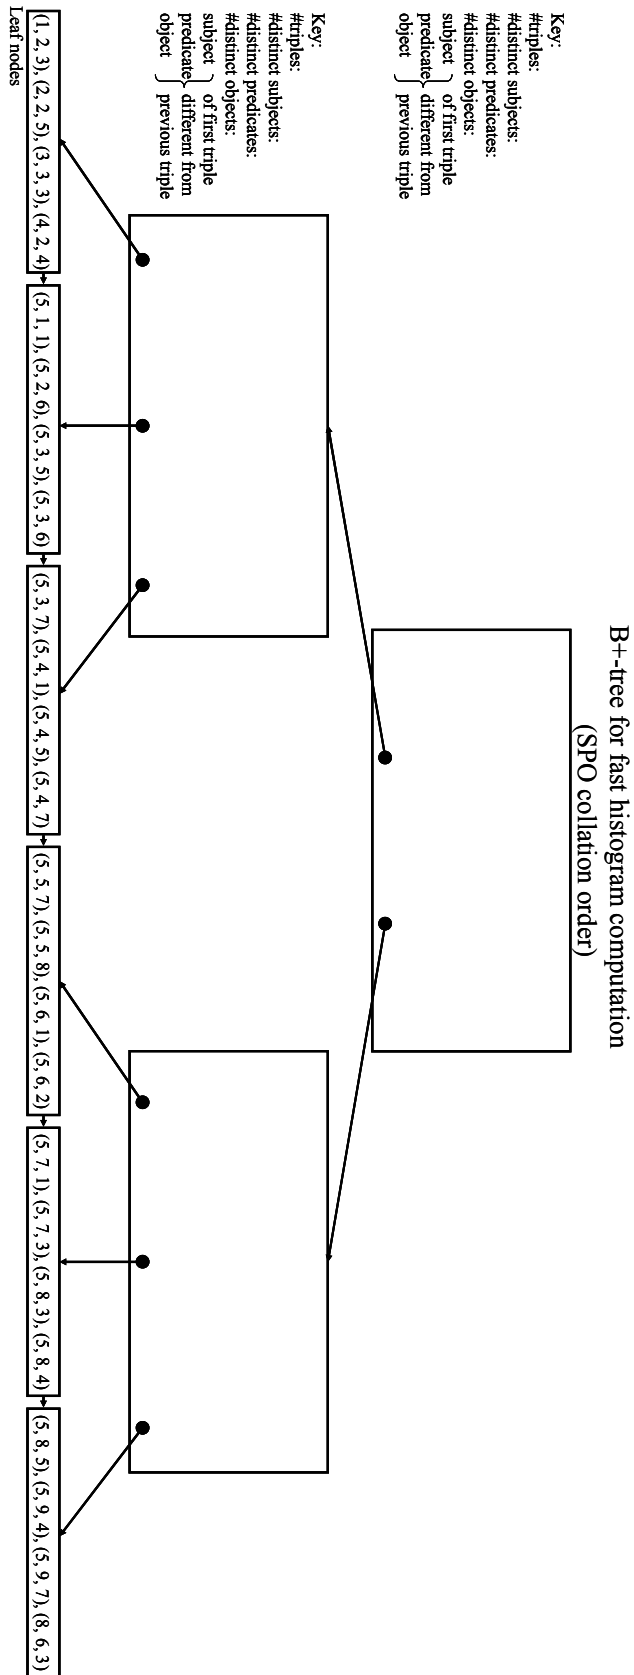 B+-tree for fast histogram computation
(SPO collation order)
Key:
#triples:
#distinct subjects:
#distinct predicates:
#distinct objects:
subject } of first triple
predicate } different from
object } previous triple
Key:
#triples:
#distinct subjects:
#distinct predicates:
#distinct objects:
subject } of first triple
predicate } different from
object } previous triple
(1, 2, 3), (2, 2, 5), (3, 3, 3), (4, 2, 4)
(5, 1, 1), (5, 2, 6), (5, 3, 5), (5, 3, 6)
(5, 3, 7), (5, 4, 1), (5, 4, 5), (5, 4, 7)
(5, 5, 7), (5, 5, 8), (5, 6, 1), (5, 6, 2)
(5, 7, 1), (5, 7, 3), (5, 8, 3), (5, 8, 4)
(5, 8, 5), (5, 9, 4), (5, 9, 7), (8, 6, 3)
Leaf nodes